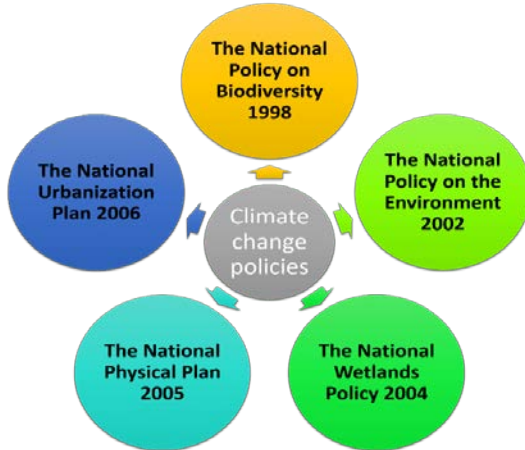 The National
Policy on
Biodiversity
1998
The National
Policy on the
Environment
2002
The National
Wetlands
Policy 2004
The National
Physical Plan
2005
The National
Urbanization
Plan 2006
Climate
change
policies